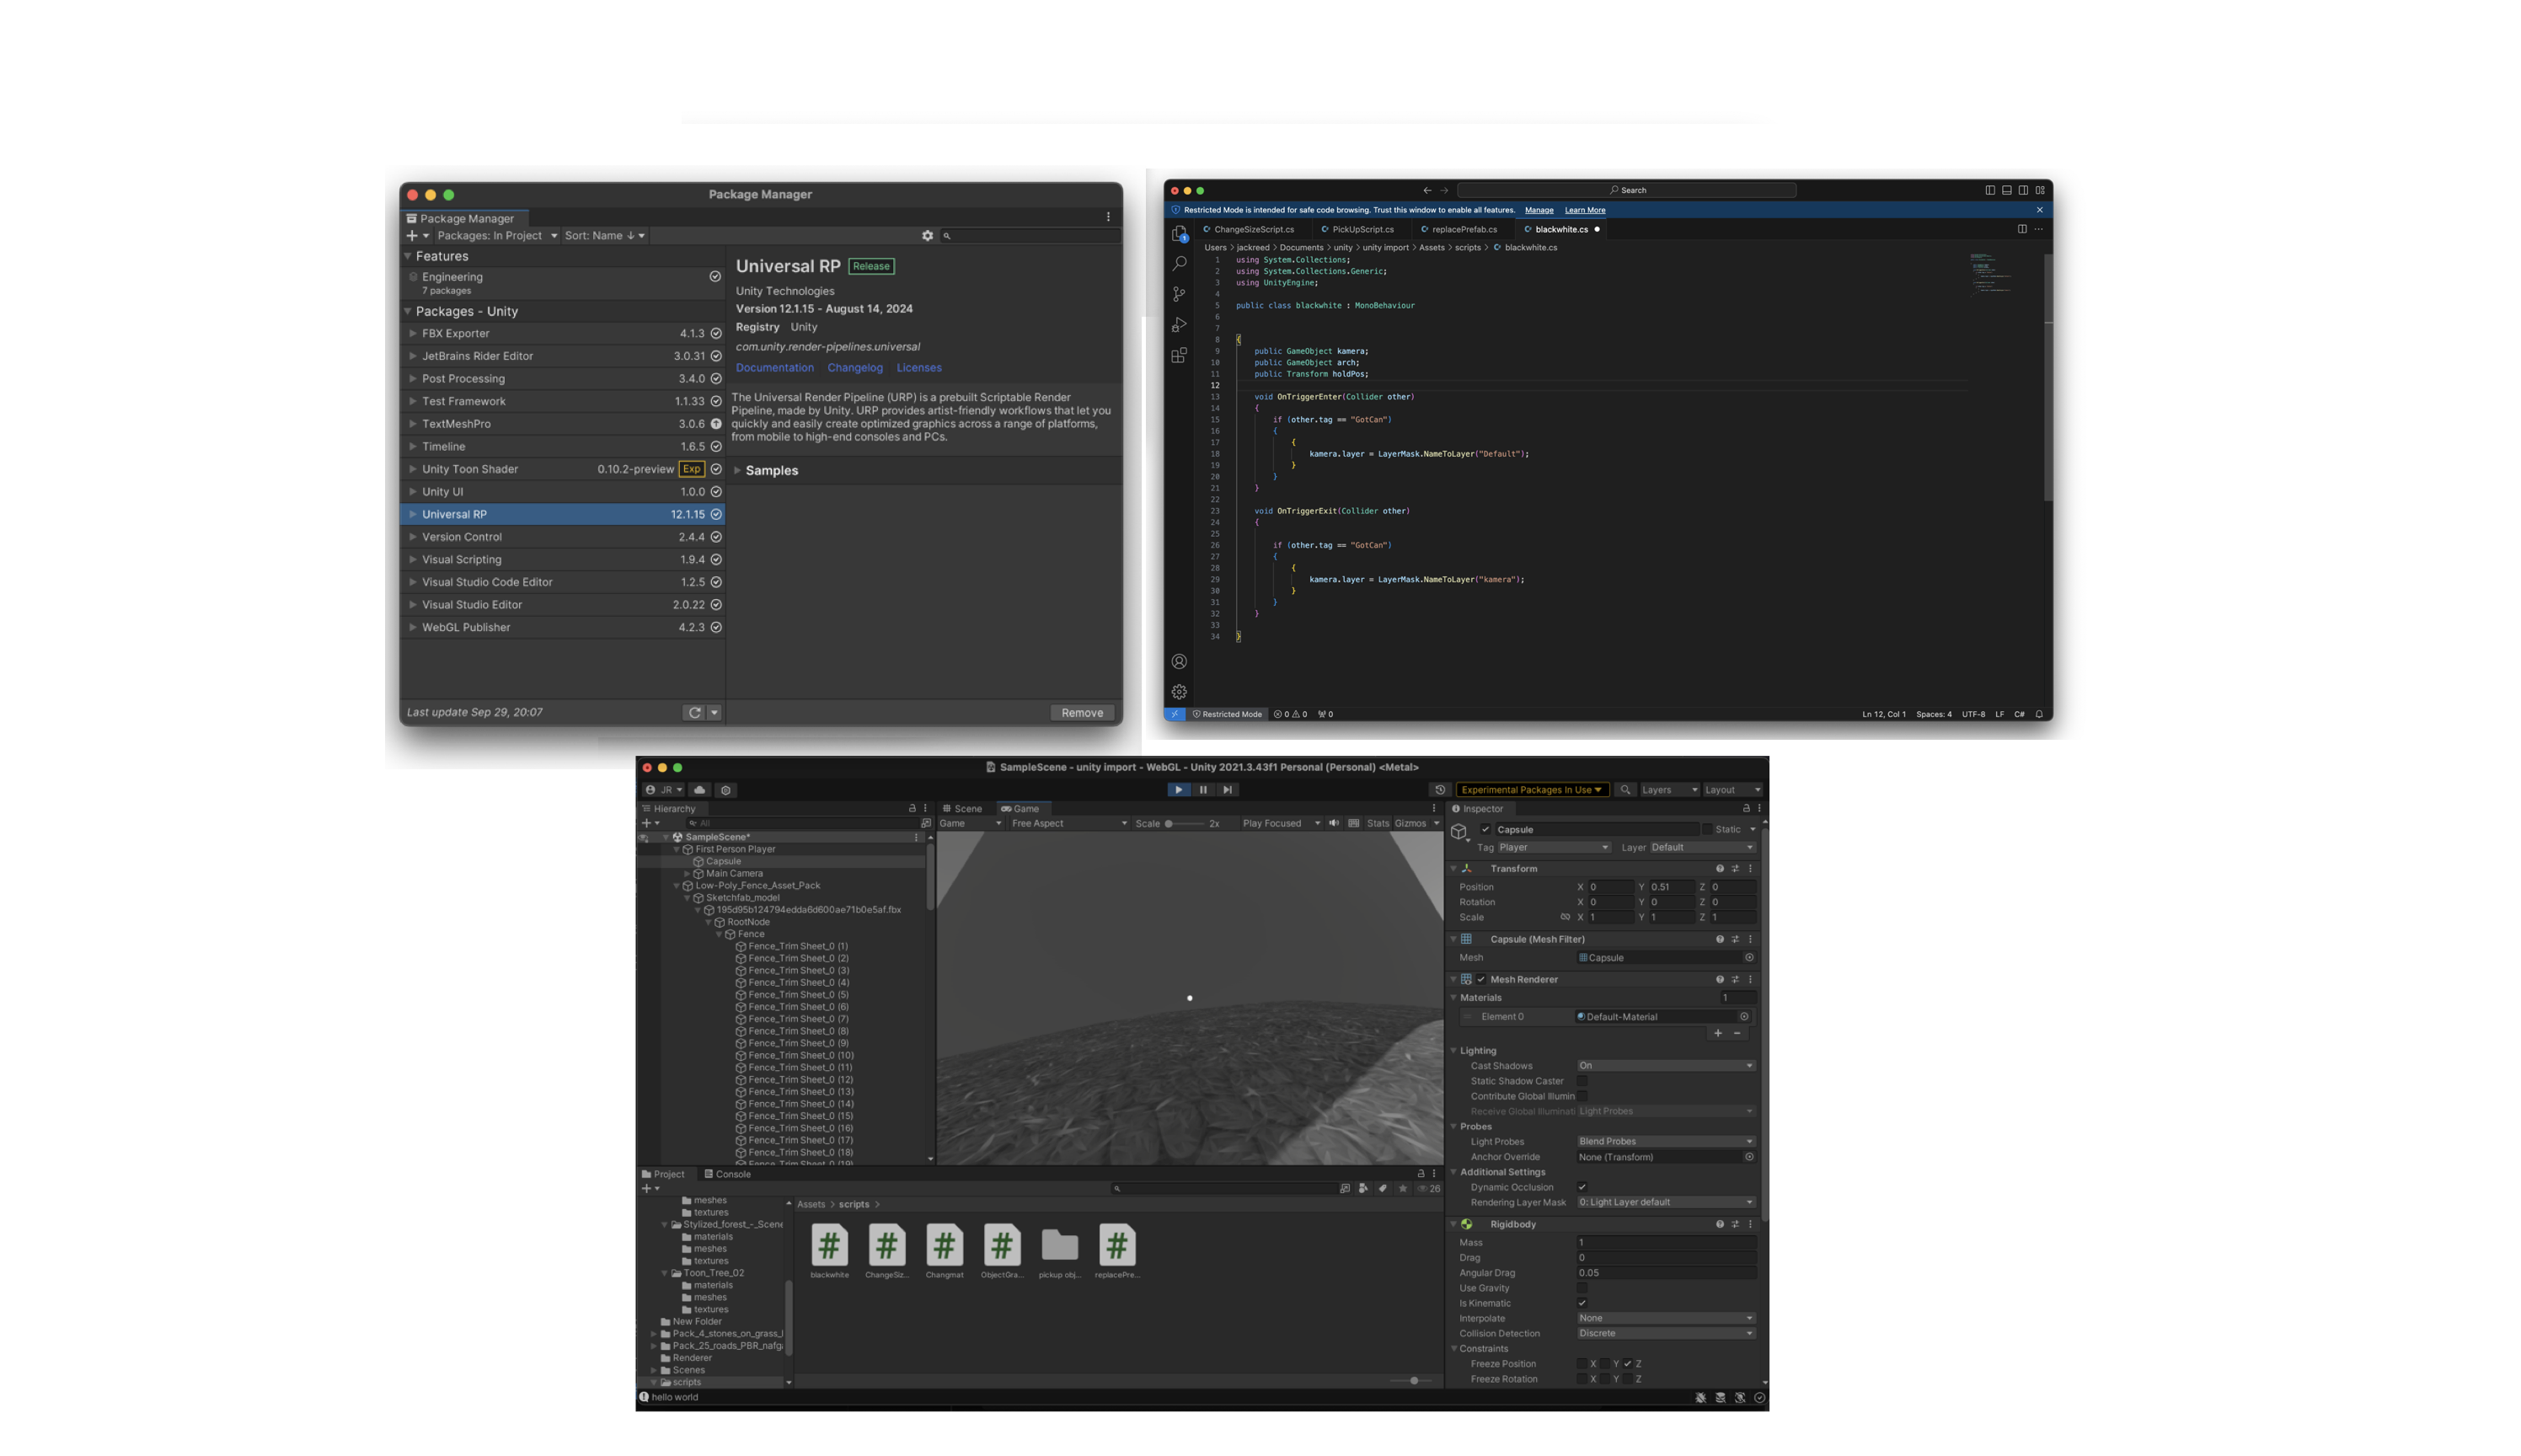 Package Manager
Package Manager
Packages: In Project Sort: Name ↓
Features
Engineering
7 packages
Packages - Unity
FBX Exporter 4.1.3
JetBrains Rider Editor 3.0.31
Post Processing 3.4.0
Test Framework 1.1.33
TextMeshPro 3.0.6
Timeline 1.6.5
Unity Toon Shader 0.10.2-preview Exp
Unity UI 1.0.0
Universal RP 12.1.15
Version Control 2.4.4
Visual Scripting 1.9.4
Visual Studio Code Editor 1.2.5
Visual Studio Editor 2.0.22
WebGL Publisher 4.2.3
Last update Sep 29, 20:07
Universal RP Release
Unity Technologies
Version 12.1.15 - August 14, 2024
Registry Unity
com.unity.render-pipelines.universal
Documentation Changelog Licenses
The Universal Render Pipeline (URP) is a prebuilt Scriptable Render
Pipeline, made by Unity. URP provides artist-friendly workflows that let you
quickly and easily create optimized graphics across a range of platforms,
from mobile to high-end consoles and PCs.
Samples
Remove
Search
Restricted Mode is intended for safe code browsing. Trust this window to enable all features. Manage Learn More
ChangeSizeScript.cs PickUpScript.cs replacePrefab.cs blackwhite.cs
Users > jackreed > Documents > unity > unity import > Assets > scripts > blackwhite.cs
1 using System.Collections;
2 using System.Collections.Generic;
3 using UnityEngine;
4
5 public class blackwhite : MonoBehaviour
6
7
8 {
9 public GameObject kamera;
10 public GameObject arch;
11 public Transform holdPos;
12
13 void OnTriggerEnter(Collider other)
14 {
15 if (other.tag == "GotCan")
16 {
17 {
18 kamera.layer = LayerMask.NameToLayer("Default");
19 }
20 }
21 }
22
23 void OnTriggerExit(Collider other)
24 {
25
26 if (other.tag == "GotCan")
27 {
28 {
29 kamera.layer = LayerMask.NameToLayer("kamera");
30 }
31 }
32 }
33
34 }
Restricted Mode 0 0 0 Ln 12, Col 1 Spaces: 4 UTF-8 LF C#
SampleScene - unity import - WebGL - Unity 2021.3.43f1 Personal (Personal) <Metal>
JR Experimental Packages In Use Layers Layout
Hierarchy
All
SampleScene*
First Person Player
Capsule
Main Camera
Low-Poly_Fence_Asset_Pack
Sketchfab_model
195d95b124794edda6d600ae71b0e5af.fbx
RootNode
Fence
Fence_Trim Sheet_0 (1)
Fence_Trim Sheet_0 (2)
Fence_Trim Sheet_0 (3)
Fence_Trim Sheet_0 (4)
Fence_Trim Sheet_0 (5)
Fence_Trim Sheet_0 (6)
Fence_Trim Sheet_0 (7)
Fence_Trim Sheet_0 (8)
Fence_Trim Sheet_0 (9)
Fence_Trim Sheet_0 (10)
Fence_Trim Sheet_0 (11)
Fence_Trim Sheet_0 (12)
Fence_Trim Sheet_0 (13)
Fence_Trim Sheet_0 (14)
Fence_Trim Sheet_0 (15)
Fence_Trim Sheet_0 (16)
Fence_Trim Sheet_0 (17)
Fence_Trim Sheet_0 (18)
Fence_Trim Sheet_0 (19)
Scene Game
Game Free Aspect Scale 2x Play Focused Stats Gizmos
Inspector
Capsule Static
Tag Player Layer Default
Transform
Position X 0 Y 0.51 Z 0
Rotation X 0 Y 0 Z 0
Scale X 1 Y 1 Z 1
Capsule (Mesh Filter)
Mesh Capsule
Mesh Renderer
Materials 1
Element 0 Default-Material
Lighting
Cast Shadows On
Static Shadow Caster
Contribute Global Illumin
Receive Global Illuminati Light Probes
Probes
Light Probes Blend Probes
Anchor Override None (Transform)
Additional Settings
Dynamic Occlusion
Rendering Layer Mask 0: Light Layer default
Rigidbody
Mass 1
Drag 0
Angular Drag 0.05
Use Gravity
Is Kinematic
Interpolate None
Collision Detection Discrete
Constraints
Freeze Position X Y Z
Freeze Rotation X Y Z
Project Console
26
meshes
textures
Stylized_forest_-_Scene
materials
meshes
textures
Toon_Tree_02
materials
meshes
textures
New Folder
Pack_4_stones_on_grass_
Pack_25_roads_PBR_nafg
Renderer
Scenes
scripts
Assets > scripts >
blackwhite ChangeSiz... Changmat ObjectGra... pickup obj... replacePre...
hello world